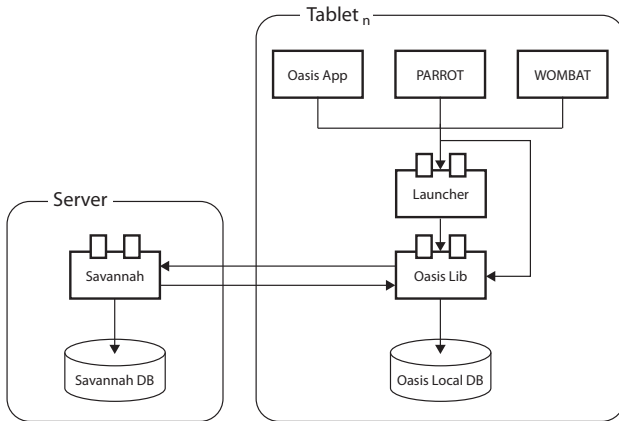 Tablet n
Oasis App
PARROT
WOMBAT
Launcher
Server
Savannah
Oasis Lib
Savannah DB
Oasis Local DB